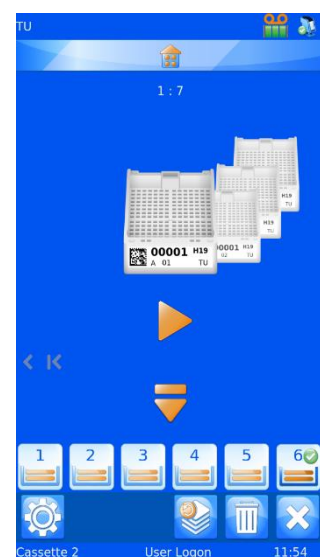 TU
1 : 7
H19
TU
00001 H19
02 TU
00001 H19
A 01 TU
1 2 3 4 5 6
Cassette 2 User Logon 11:54